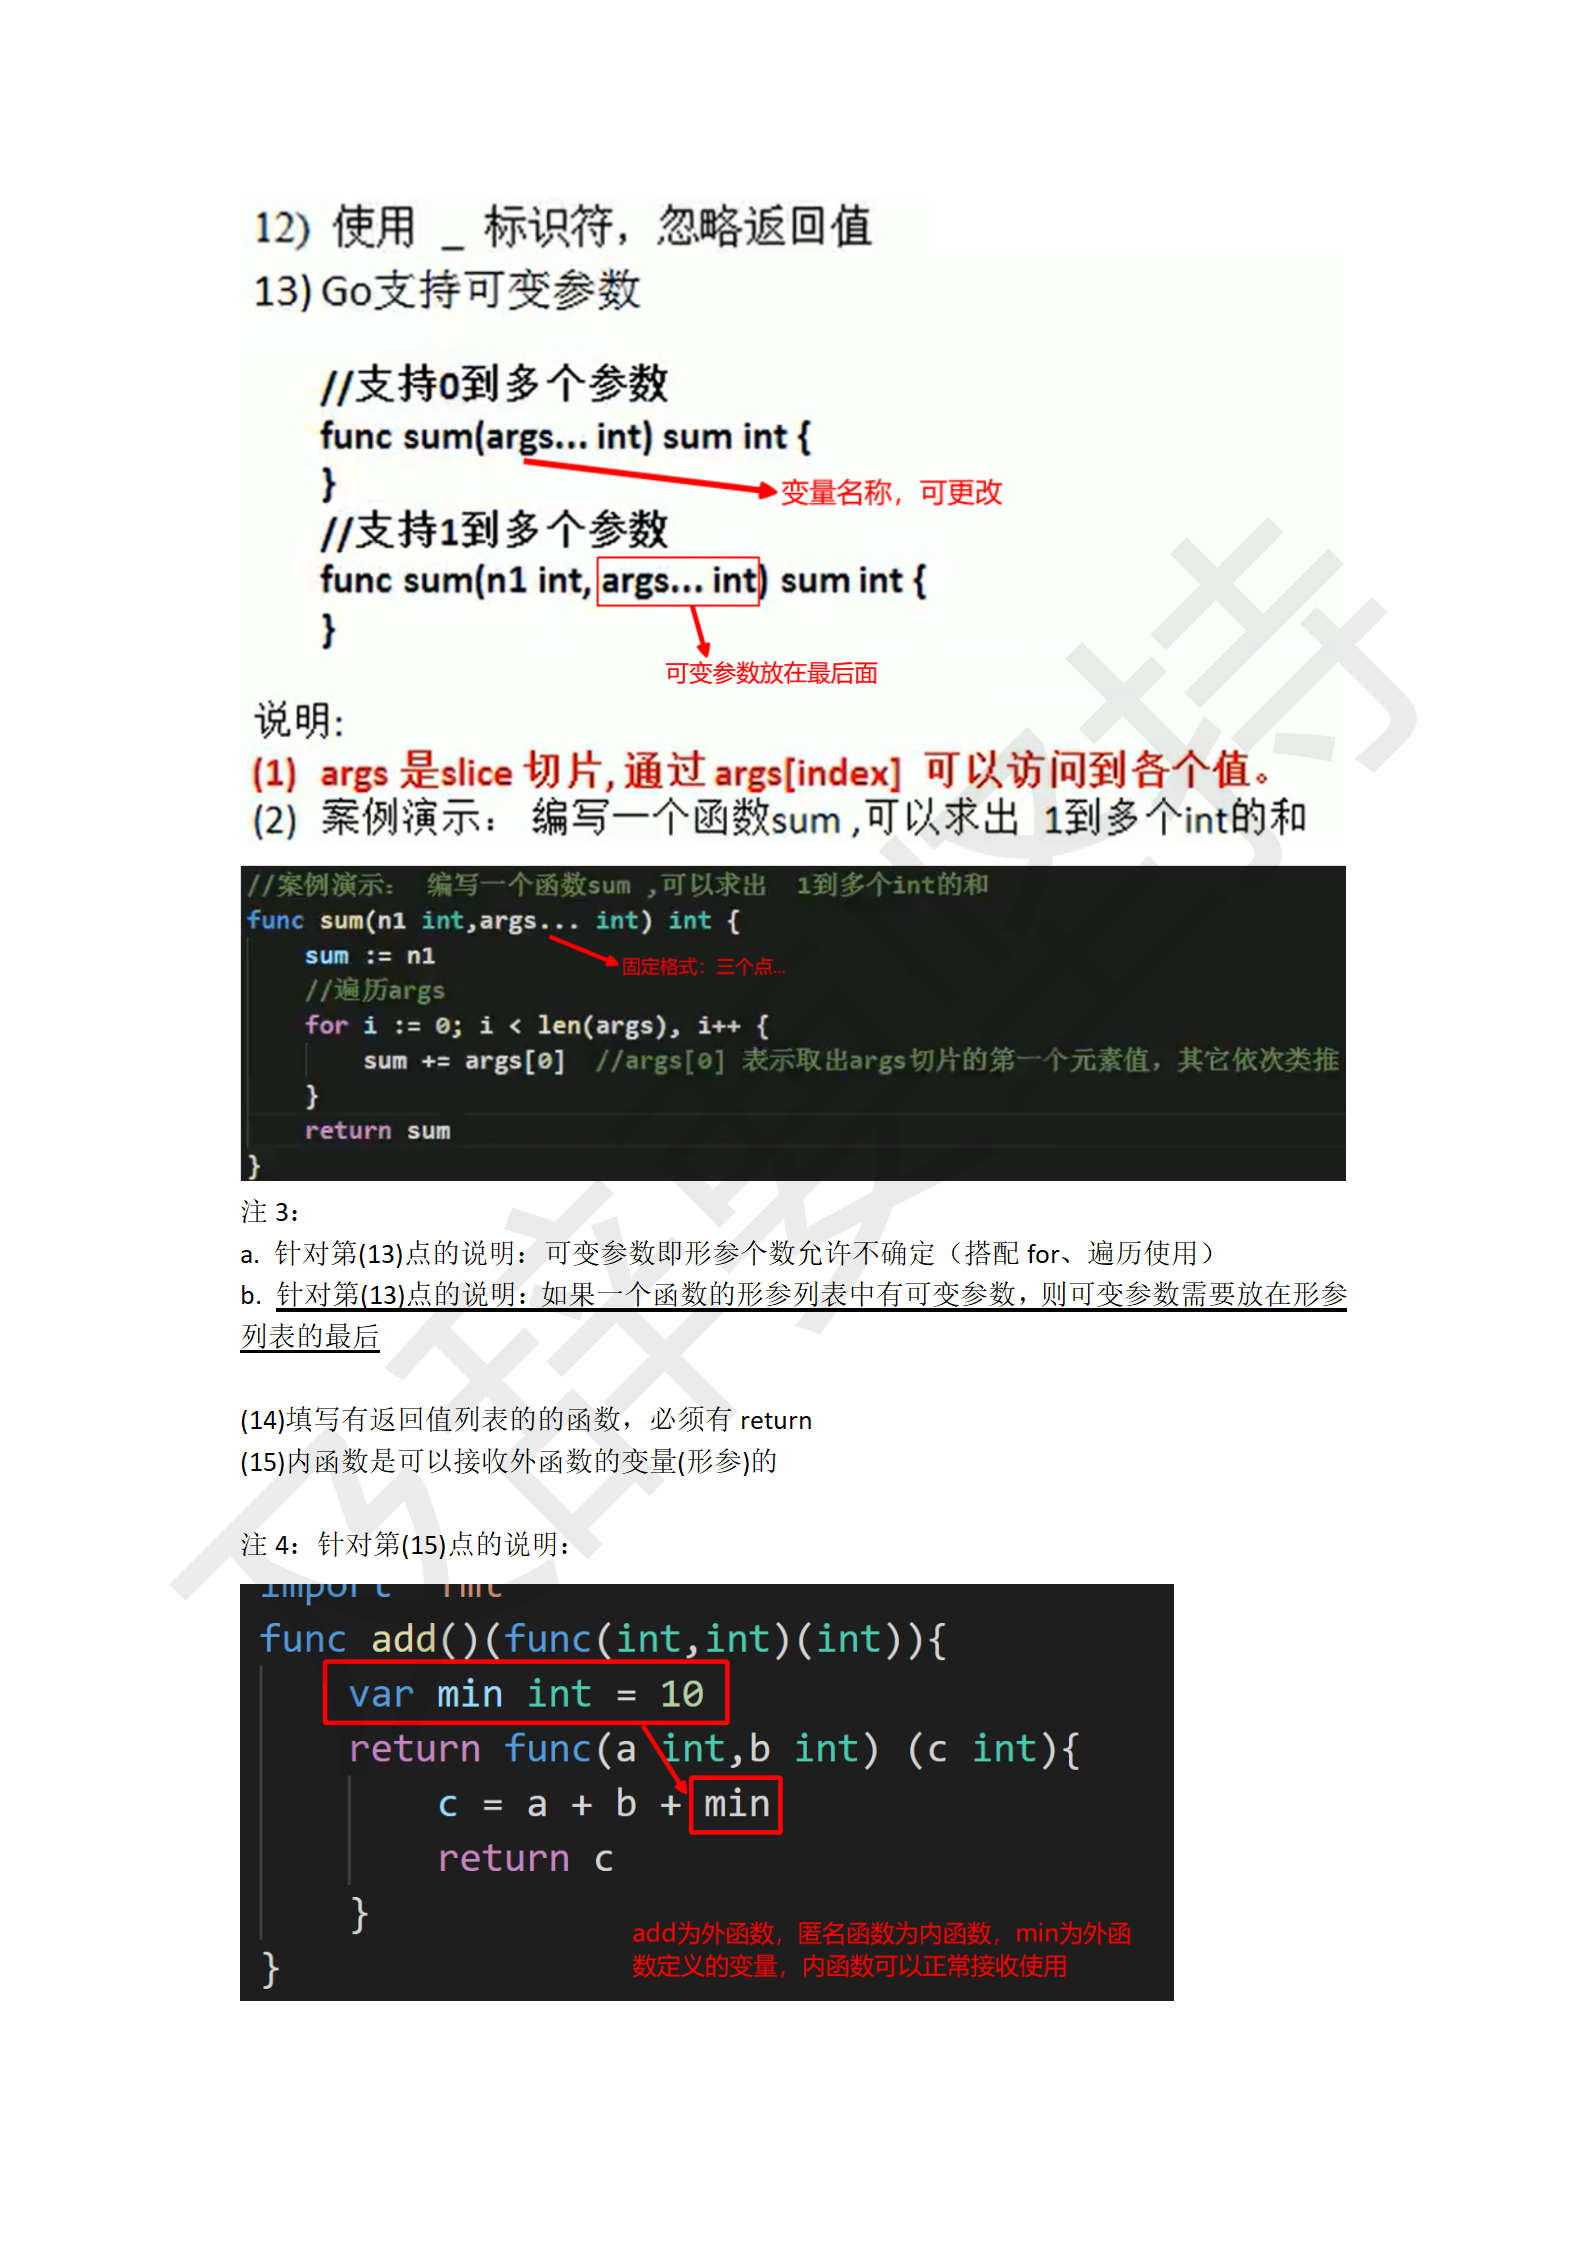 12) 使用 _ 标识符，忽略返回值
13) Go支持可变参数
//支持0到多个参数
func sum(args... int) sum int {
}
变量名称，可更改
//支持1到多个参数
func sum(n1 int, args... int) sum int {
}
可变参数放在最后面
说明:
(1) args 是slice 切片, 通过 args[index] 可以访问到各个值。
(2) 案例演示： 编写一个函数sum ,可以求出 1到多个int的和
//案例演示： 编写一个函数sum ,可以求出 1到多个int的和
func sum(n1 int,args... int) int {
sum := n1
固定格式：三个点...
//遍历args
for i := 0; i < len(args), i++ {
sum += args[0] //args[0] 表示取出args切片的第一个元素值，其它依次类推
}
return sum
}
注 3：
a. 针对第(13)点的说明：可变参数即形参个数允许不确定（搭配 for、遍历使用）
b. 针对第(13)点的说明：如果一个函数的形参列表中有可变参数，则可变参数需要放在形参
列表的最后
(14)填写有返回值列表的的函数，必须有 return
(15)内函数是可以接收外函数的变量(形参)的
注 4：针对第(15)点的说明：
func add()(func(int,int)(int)){
var min int = 10
return func(a int,b int) (c int){
c = a + b + min
return c
}
add为外函数，匿名函数为内函数，min为外函
数定义的变量，内函数可以正常接收使用
}